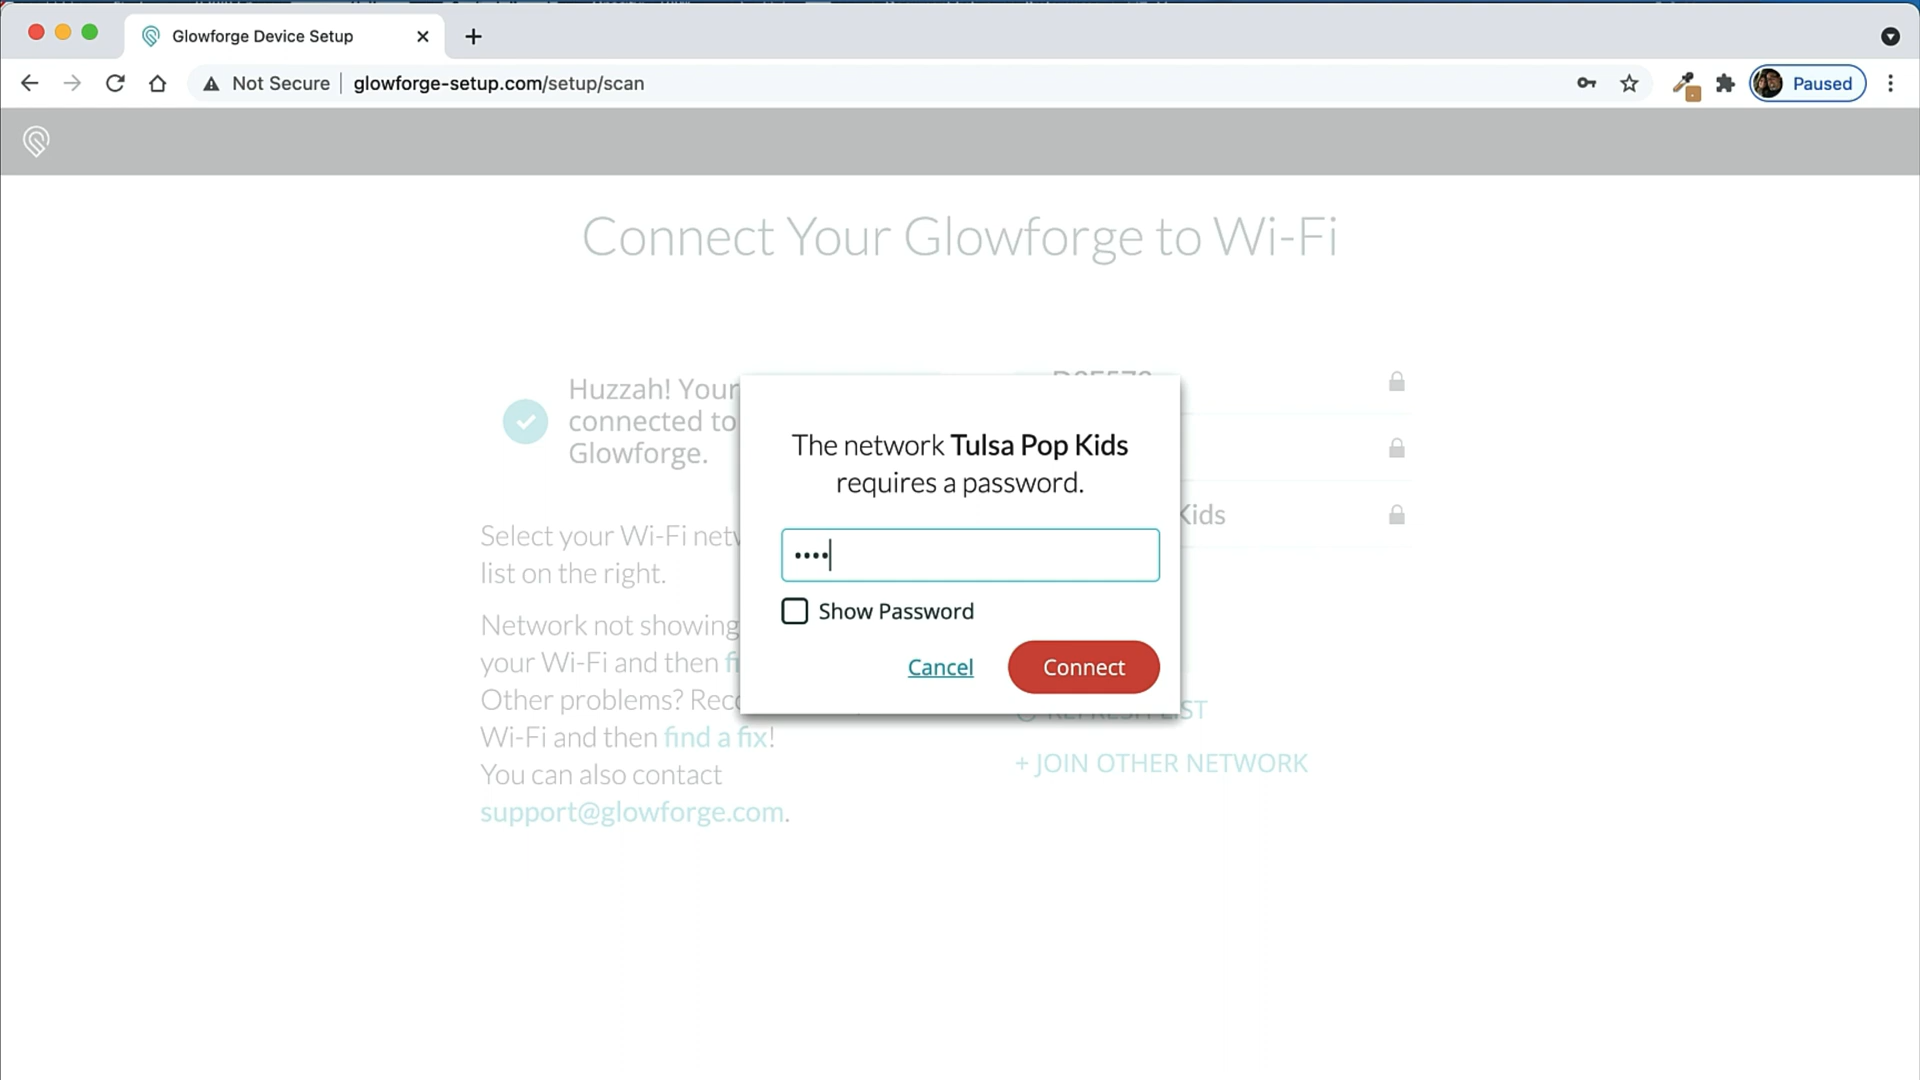 Glowforge Device Setup
Not Secure
glowforge-setup.com/setup/scan
Paused
Connect Your Glowforge to Wi-Fi
Huzzah! Your
connected to
Glowforge.
Select your Wi-Fi
list on the right.
Network not showing
your Wi-Fi and then
Other problems?
Wi-Fi and then find a fix!
You can also contact
support@glowforge.com.
The network Tulsa Pop Kids
requires a password.
Show Password
Cancel
Connect
Kids
REFRESH LIST
+ JOIN OTHER NETWORK